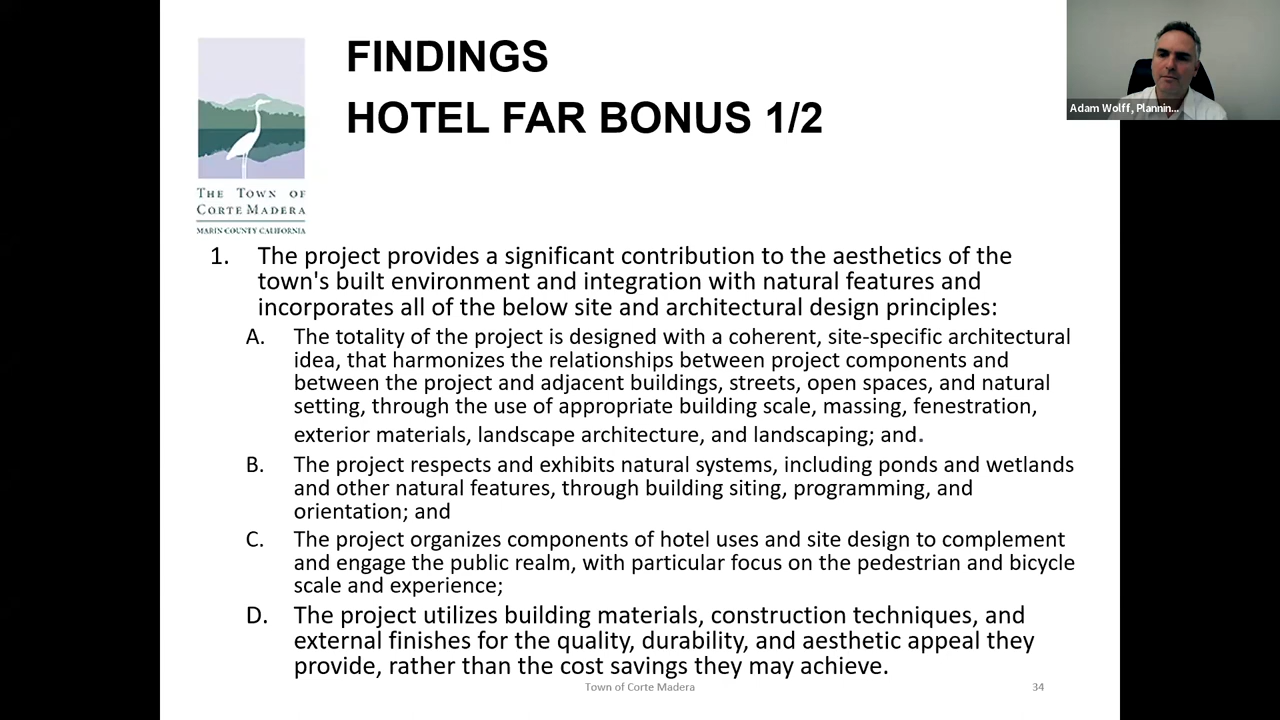 FINDINGS
HOTEL FAR BONUS 1/2
Adam Wolff, Plannin...
THE TOWN OF
CORTE MADERA
MARIN COUNTY CALIFORNIA
1. The project provides a significant contribution to the aesthetics of the
town's built environment and integration with natural features and
incorporates all of the below site and architectural design principles:
A. The totality of the project is designed with a coherent, site-specific architectural
idea, that harmonizes the relationships between project components and
between the project and adjacent buildings, streets, open spaces, and natural
setting, through the use of appropriate building scale, massing, fenestration,
exterior materials, landscape architecture, and landscaping; and.
B. The project respects and exhibits natural systems, including ponds and wetlands
and other natural features, through building siting, programming, and
orientation; and
C. The project organizes components of hotel uses and site design to complement
and engage the public realm, with particular focus on the pedestrian and bicycle
scale and experience;
D. The project utilizes building materials, construction techniques, and
external finishes for the quality, durability, and aesthetic appeal they
provide, rather than the cost savings they may achieve.
Town of Corte Madera
34